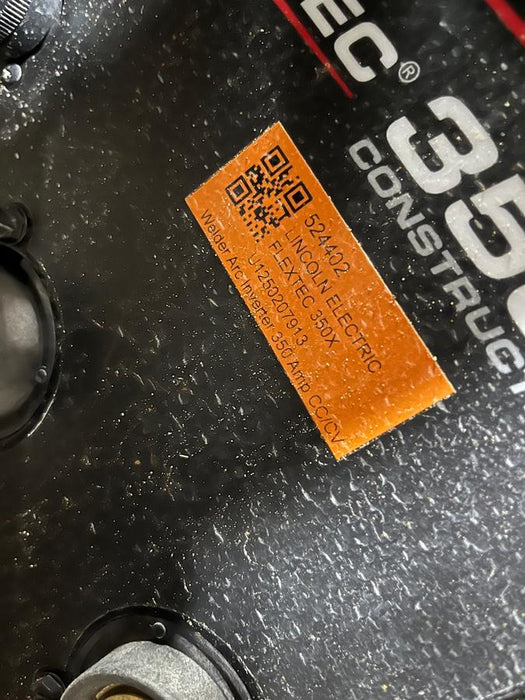 EC®
35
CONSTRUCT
524402
LINCOLN ELECTRIC
FLEXTEC 350X
U1250207913
Welder Arc Inverter 350 Amp CC/CV